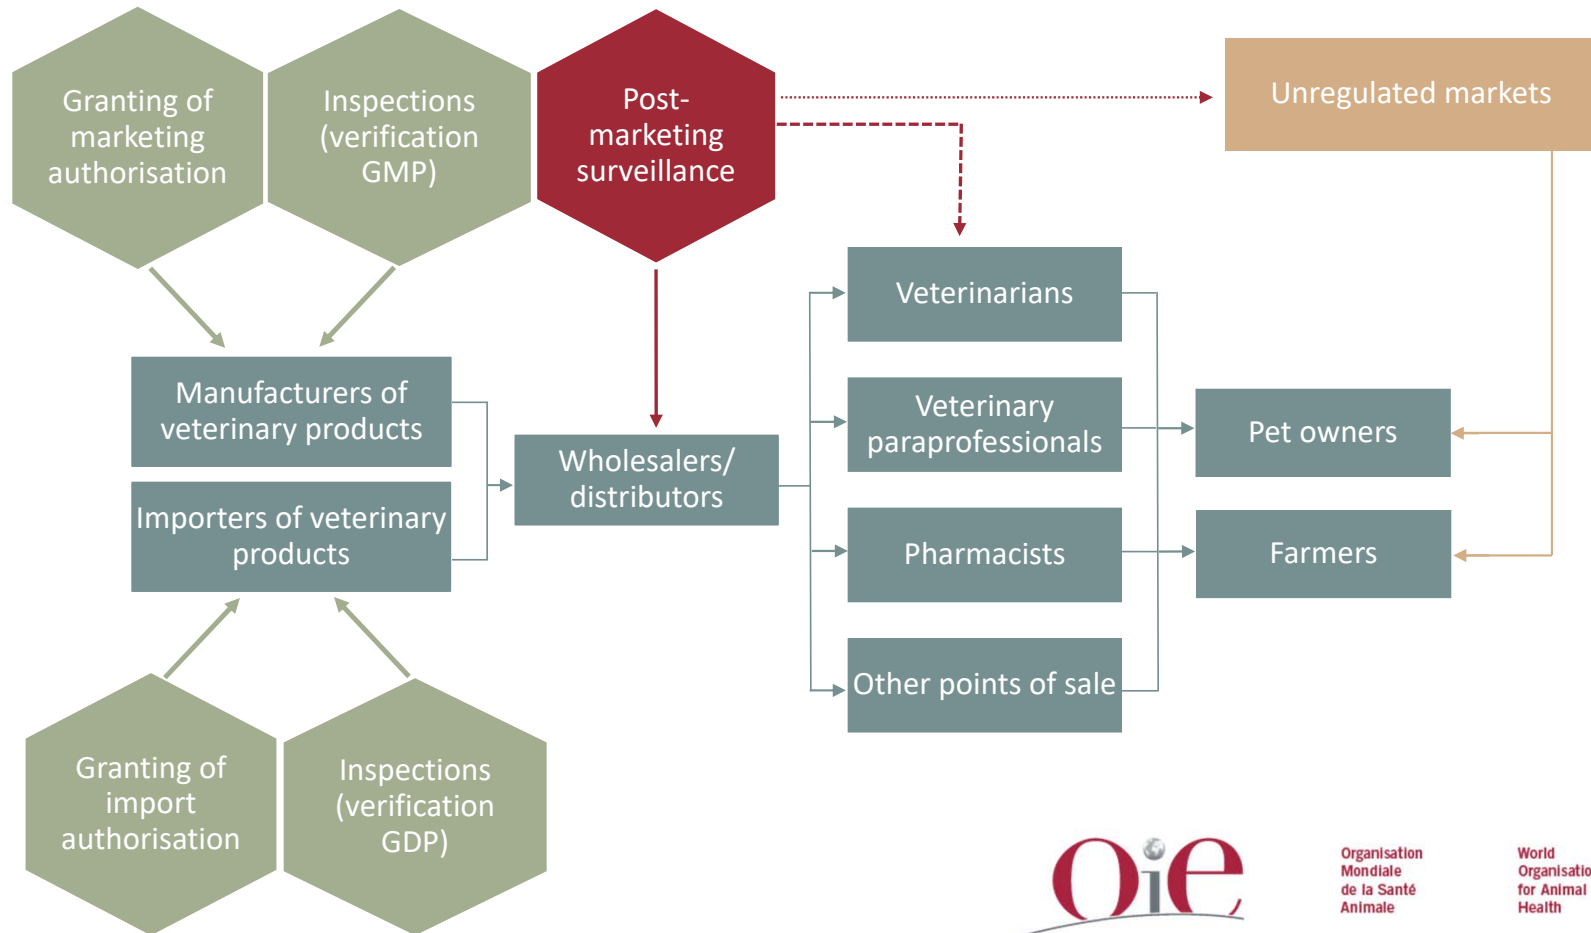 Granting of
marketing
authorisation
Inspections
(verification
GMP)
Post-
marketing
surveillance
Unregulated markets
Veterinarians
Manufacturers of
veterinary products
Veterinary
paraprofessionals
Pet owners
Wholesalers/
distributors
Importers of veterinary
products
Pharmacists
Farmers
Other points of sale
Granting of
import
authorisation
Inspections
(verification
GDP)
Oie
Organisation
Mondiale
de la Santé
Animale
World
Organisatio
for Animal
Health